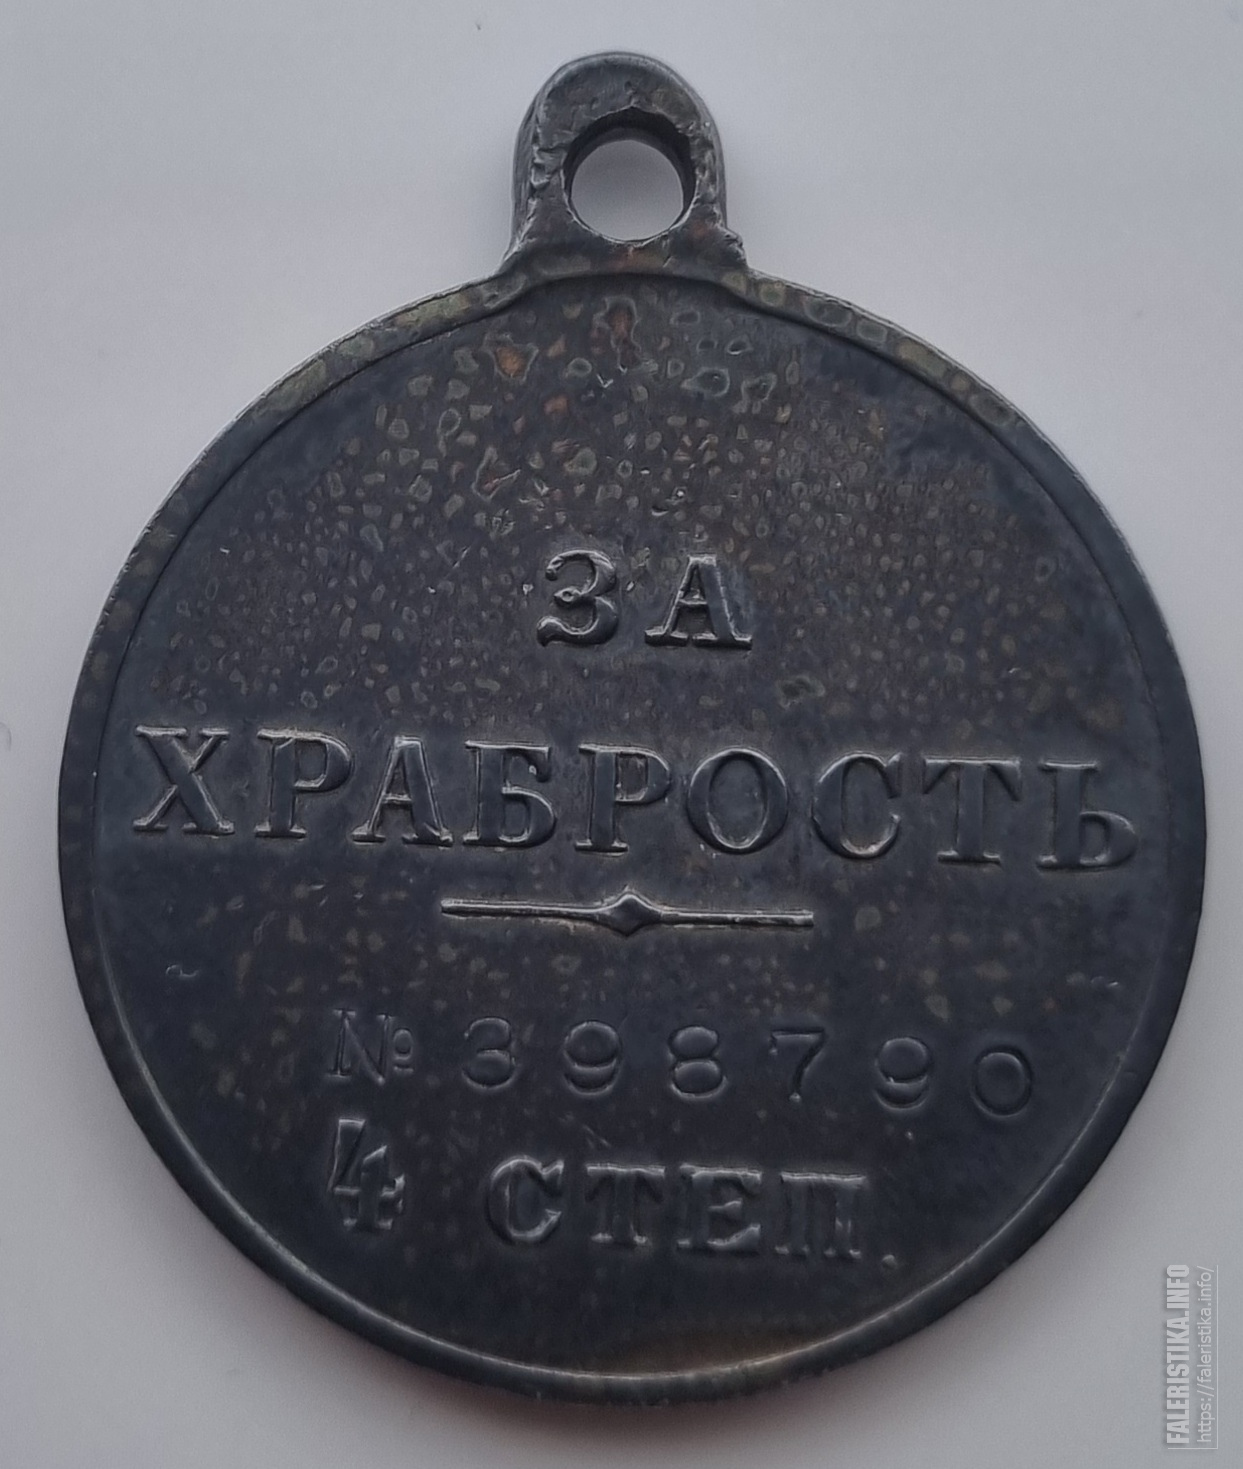 ЗА
ХРАБРОСТЬ
№ 398790
4 СТЕП.
FALERISTIKA.INFO
https://faleristika.info/